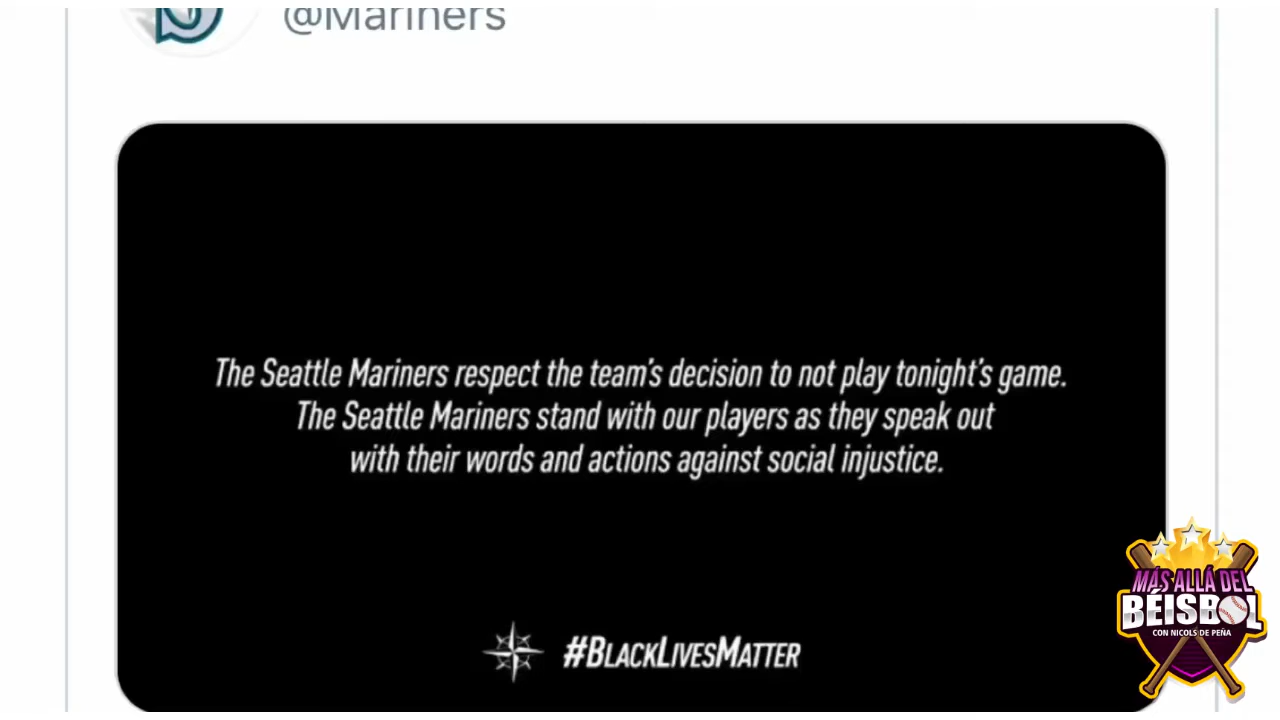 @Mariners
The Seattle Mariners respect the team's decision to not play tonight's game.
The Seattle Mariners stand with our players as they speak out
with their words and actions against social injustice.
#BLACKLIVESMATTER
MÁS ALLÁ DEL
BÉISBOL
CON NICOLS DE PEÑA